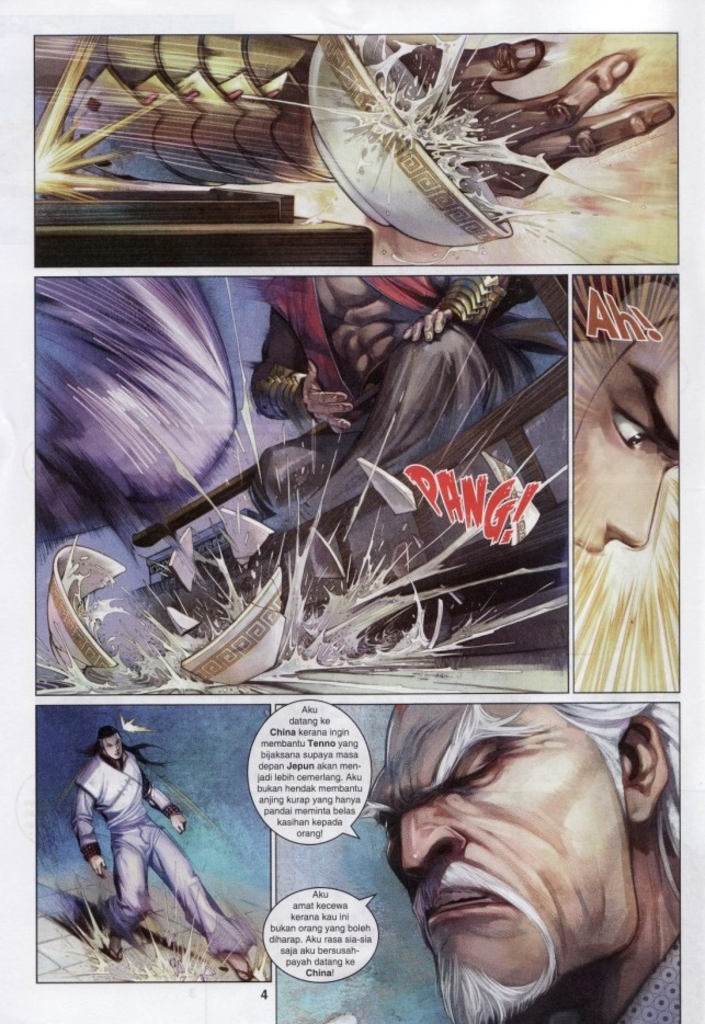 Ah!
PANG!
Aku
datang ke
China kerana ingin
membantu Tenno yang
bijaksana supaya masa
depan Jepun akan men-
jadi lebih cemerlang. Aku
bukan hendak membantu
anjing kurap yang hanya
pandai meminta belas
kasihan kepada
orang!
Aku
amat kecewa
kerana kau ini
bukan orang yang boleh
diharap. Aku rasa sia-sia
saja aku bersusah-
payah datang ke
China!
4